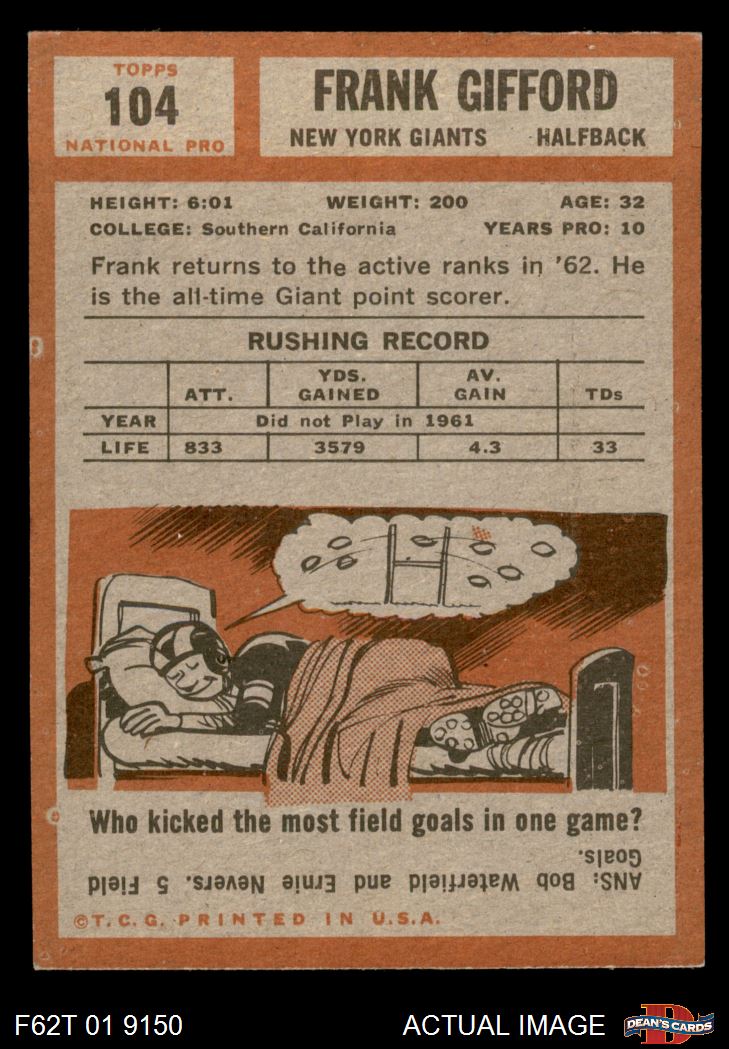 TOPPS
104
NATIONAL PRO
FRANK GIFFORD
NEW YORK GIANTS HALFBACK
HEIGHT: 6:01 WEIGHT: 200 AGE: 32
COLLEGE: Southern California YEARS PRO: 10
Frank returns to the active ranks in '62. He
is the all-time Giant point scorer.
RUSHING RECORD
ATT. YDS. GAINED AV. GAIN TDs
YEAR Did not Play in 1961
LIFE 833 3579 4.3 33
Who kicked the most field goals in one game?
ANS: Bob Waterfield and Ernie Nevers. 5 Field
Goals.
©T.C.G. PRINTED IN U.S.A.
F62T 01 9150 ACTUAL IMAGE
D
DEAN'S CARDS